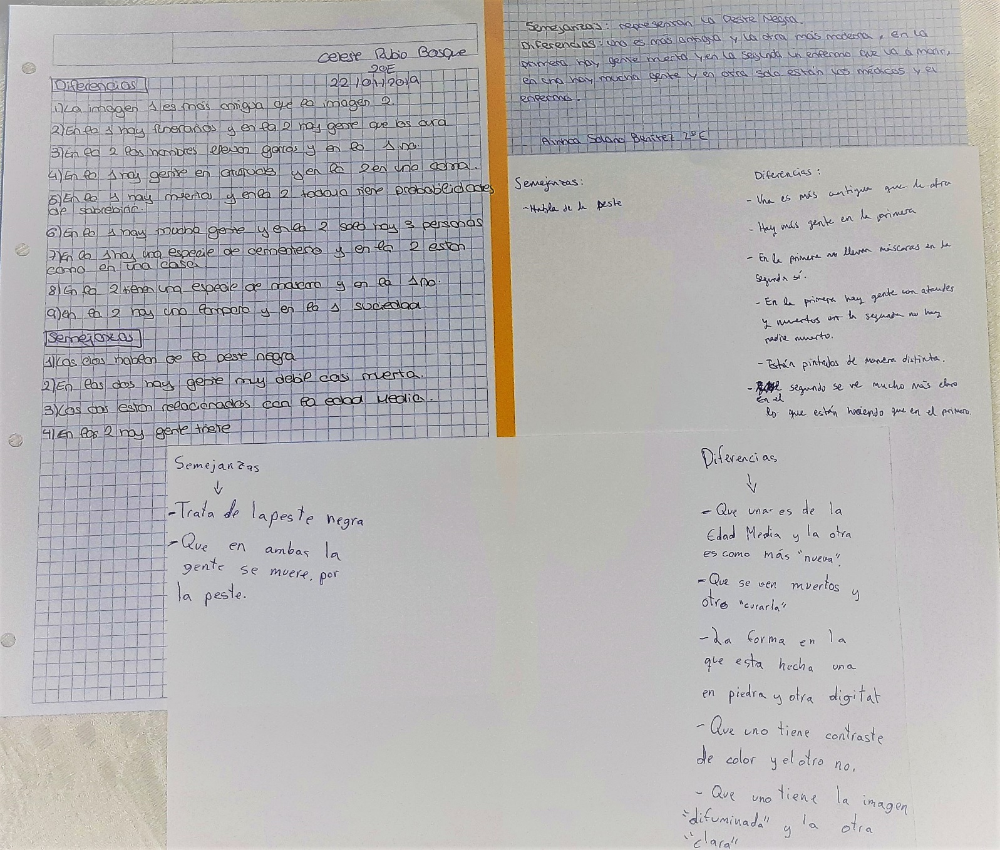 Celeste Rubio Bosque
2ºE
22/01/2019
Diferencias
1) La imagen 1 es más antigua que la imagen 2.
2) En la 1 hay funerarios y en la 2 hay gente que los cura
3) En la 2 los hombres llevan gorros y en la 1 no.
4) En la 1 hay gente en ataudes y en la 2 en una cama.
5) En la 1 hay muertos y en la 2 todavia tiene probabilidades
de sobrebivir.
6) En la 1 hay mucha gente y en la 2 solo hay 3 personas
7) En la 1 hay una especie de cementerio y en la 2 estan
como en una casa
8) En la 2 tienen una especie de mascara y en la 1 no.
9) en la 2 hay una lampara y en la 1 suciedad
Semejanzas
1) Las dos hablan de la peste negra
2) En las dos hay gente muy debil casi muerta.
3) Los dos estan relacionados con la edad Media.
4) En las 2 hay gente triste
Semejanzas: representan la Peste Negra.
Diferencias: una es más antigua y la otra más moderna, en la
primera hay gente muerta y en la segunda un enfermo que va a morir,
en una hay mucha gente y en otra solo están los médicos y el
enfermo.
Ainhoa Solano Benítez 2ºE
Semejanzas:
-Habla de la peste
Diferencias:
- Una es más antigua que la otra
- Hay más gente en la primera
- En la primera no llevan máscaras en la
segunda sí.
- En la primera hay gente con ataudes
y muertos en la segunda no hay
nadie muerto.
- Están pintados de manera distinta.
- En el segundo se ve mucho más claro
lo que están haciendo que en el primero.
Semejanzas
↓
-Trata de la peste negra
-Que en ambas la
gente se muere por
la peste.
Diferencias
↓
- Que una es de la
Edad Media y la otra
es como más "nueva".
- Que se ven muertos y
otro "curarla"
- La forma en la
que esta hecha una
en piedra y otra digital
- Que uno tiene contraste
de color y el otro no.
- Que uno tiene la imagen
"difuminada" y la otra
"clara"